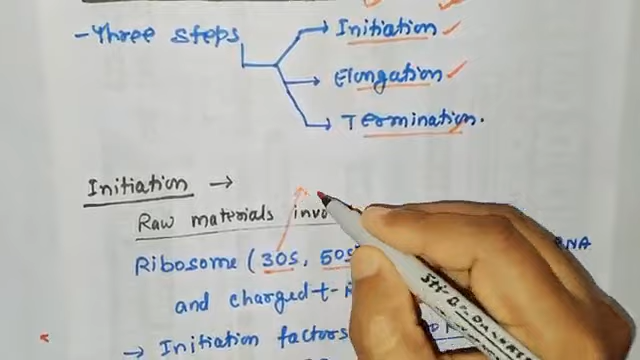 - Three steps
Initiation ✓
Elongation ✓
Termination.
Initiation →
Raw materials
Ribosome (30S, 50S
and charged t-
→ Initiation factors